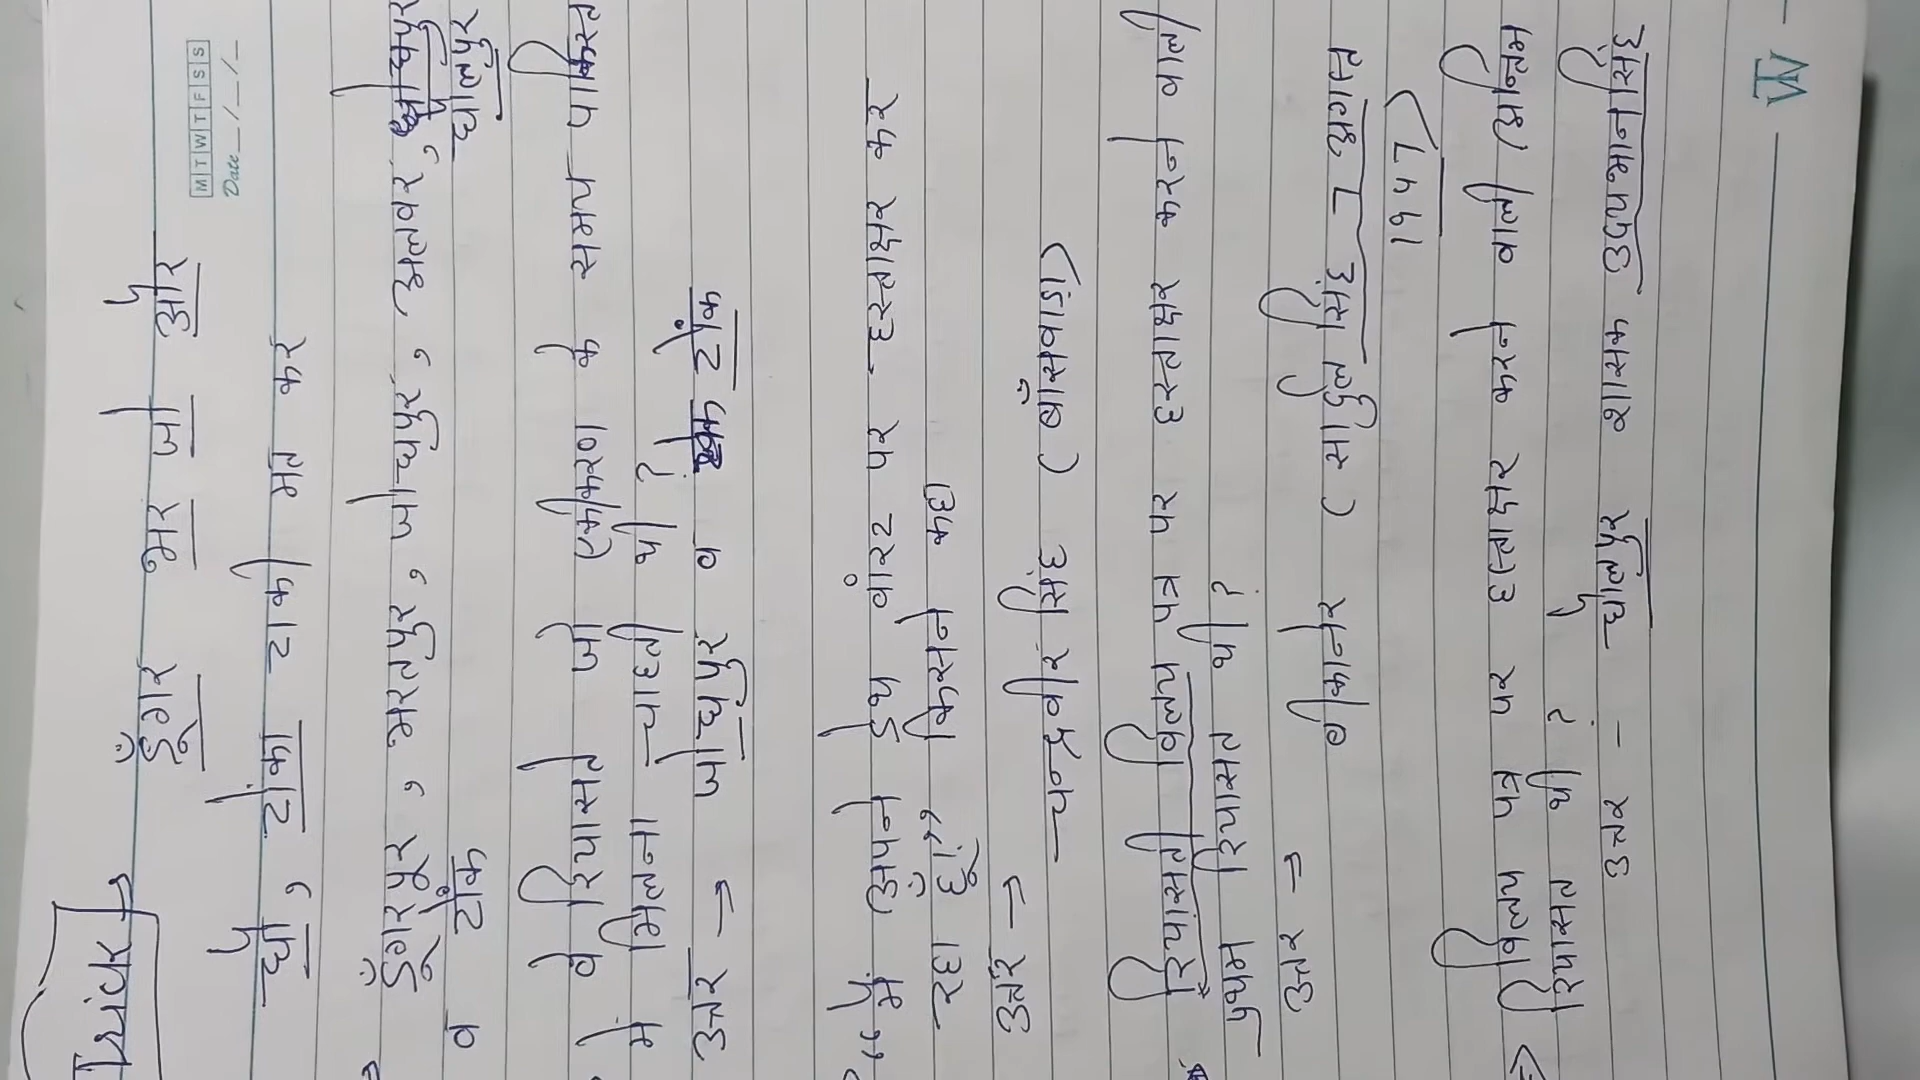 M T W T F S S
Date__/__/__
Trick → डूँगर भर जो और
धौ, टोंका टाकी मत कर
डूँगरपूर, भरतपुर, जोधपुर, अलवर, धौलपुर
व टोंक
वे रियासते जो एकीकरण के समय पाकिस्तान
में मिलना चाहती थी?
उत्तर → जोधपुर व टोंक
"मैं अपने डेथ वारंट पर हस्ताक्षर कर
रहा हूँ।" किसने कहा
उत्तर → चन्द्रवीर सिंह (बाँसवाड़ा)
रियासती विलय पत्र पर हस्ताक्षर करने वाली
प्रथम रियासत थी?
उत्तर → बीकानेर (सार्दुल सिंह 7 अगस्त
1947)
विलय पत्र पर हस्ताक्षर करने वाली अन्तिम
रियासत थी?
उत्तर - धौलपुर शासक उदयभान सिंह